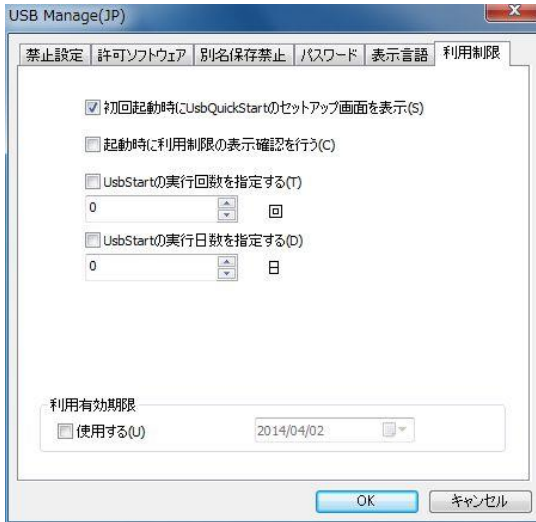 USB Manage(JP)
禁止設定 許可ソフトウェア 別名保存禁止 パスワード 表示言語 利用制限
初回起動時にUsbQuickStartのセットアップ画面を表示(S)
起動時に利用制限の表示確認を行う(C)
UsbStartの実行回数を指定する(T)
0 回
UsbStartの実行日数を指定する(D)
0 日
利用有効期限
使用する(U) 2014/04/02
OK キャンセル